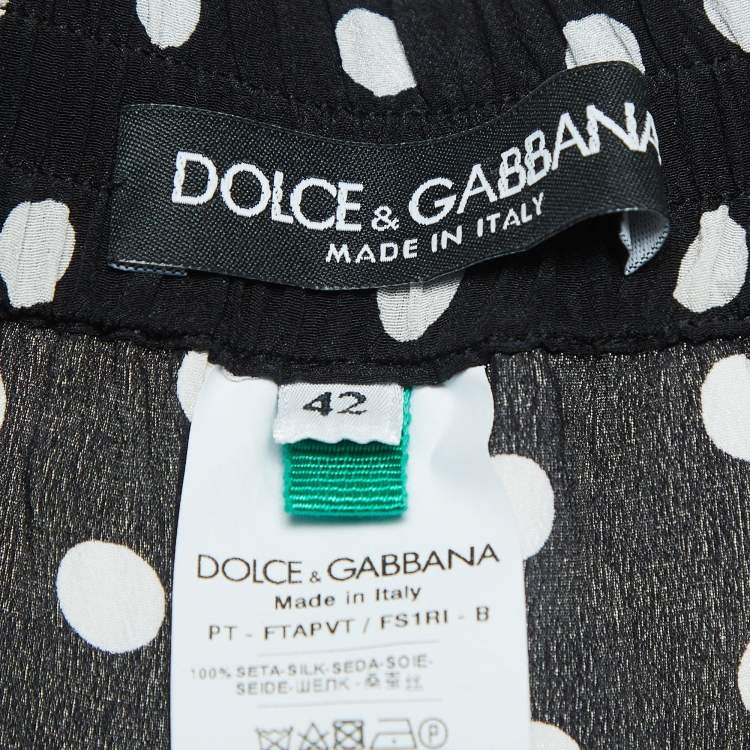 DOLCE & GABBANA
MADE IN ITALY
42
DOLCE & GABBANA
Made in Italy
PT - FTAPVT / FS1RI - B
100% SETA-SILK-SEDA-SOIE-
SEIDE-ШЕЛК - 桑蚕丝
P